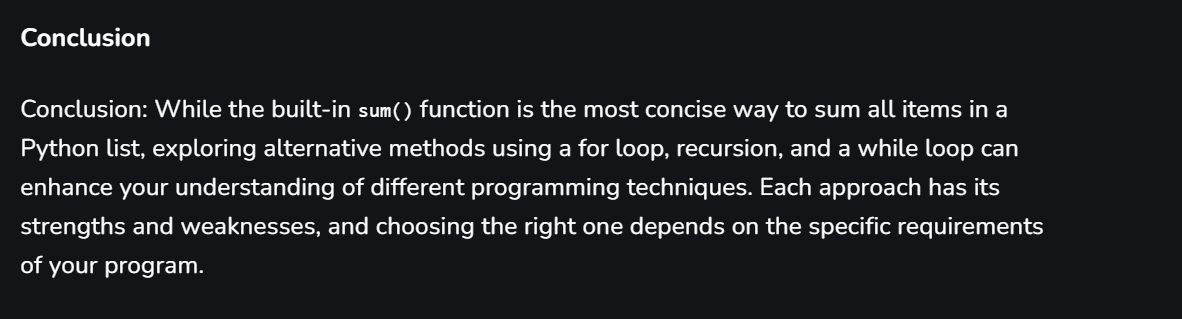 Conclusion
Conclusion: While the built-in sum() function is the most concise way to sum all items in a
Python list, exploring alternative methods using a for loop, recursion, and a while loop can
enhance your understanding of different programming techniques. Each approach has its
strengths and weaknesses, and choosing the right one depends on the specific requirements
of your program.